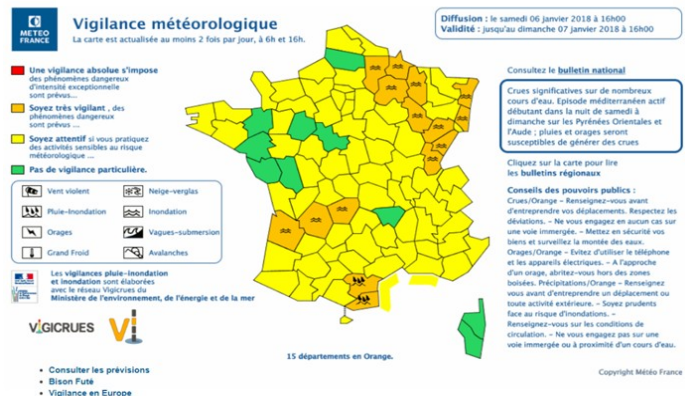 METEO
FRANCE
Vigilance météorologique
La carte est actualisée au moins 2 fois par jour, à 6h et 16h.
Diffusion : le samedi 06 janvier 2018 à 16h00
Validité : jusqu'au dimanche 07 janvier 2018 à 16h00
Une vigilance absolue s'impose
des phénomènes dangereux
d'intensité exceptionnelle
sont prévus...
Soyez très vigilant , des
phénomènes dangereux
sont prévus ...
Soyez attentif si vous pratiquez
des activités sensibles au risque
météorologique ...
Pas de vigilance particulière.
Vent violent
Neige-verglas
Pluie-Inondation
Inondation
Orages
Vagues-submersion
Grand Froid
Avalanches
Les vigilances pluie-inondation
et inondation sont élaborées
avec le réseau Vigicrues du
Ministère de l'environnement, de l'énergie et de la mer
VIGICRUES
Consulter les prévisions
Bison Futé
Vigilance en Europe
15 départements en Orange.
Consultez le bulletin national
Crues significatives sur de nombreux
cours d'eau. Episode méditerranéen actif
débutant dans la nuit de samedi à
dimanche sur les Pyrénées Orientales et
l'Aude ; pluies et orages seront
susceptibles de générer des crues
Cliquez sur la carte pour lire
les bulletins régionaux
Conseils des pouvoirs publics :
Crues/Orange - Renseignez-vous avant
d'entreprendre vos déplacements. Respectez les
déviations. - Ne vous engagez en aucun cas sur
une voie immergée. - Mettez en sécurité vos
biens et surveillez la montée des eaux.
Orages/Orange - Evitez d'utiliser le téléphone
et les appareils électriques. - A l'approche
d'un orage, abritez-vous hors des zones
boisées. Précipitations/Orange - Renseignez
vous avant d'entreprendre un déplacement ou
toute activité extérieure. - Soyez prudents
face au risque d'inondations. -
Renseignez-vous sur les conditions de
circulation. - Ne vous engagez pas sur une
voie immergée ou à proximité d'un cours d'eau.
Copyright Météo France